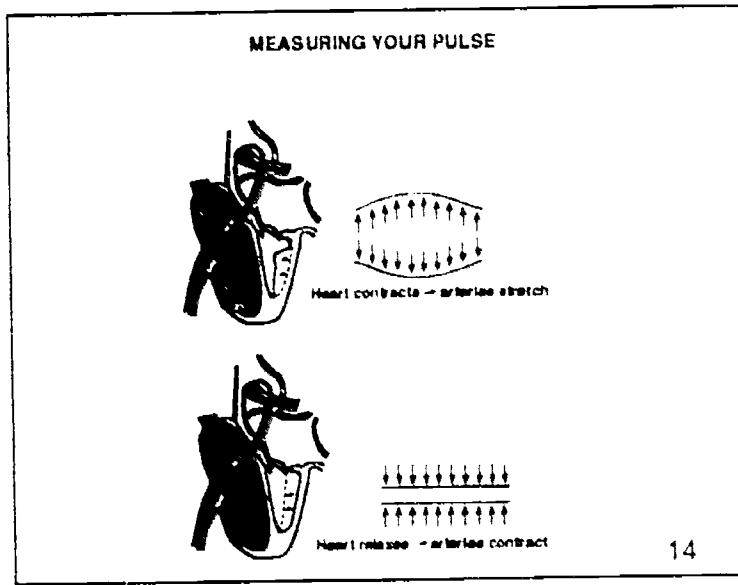 MEASURING YOUR PULSE
Heart contracts → arteries stretch
Heart relaxes → arteries contract
14